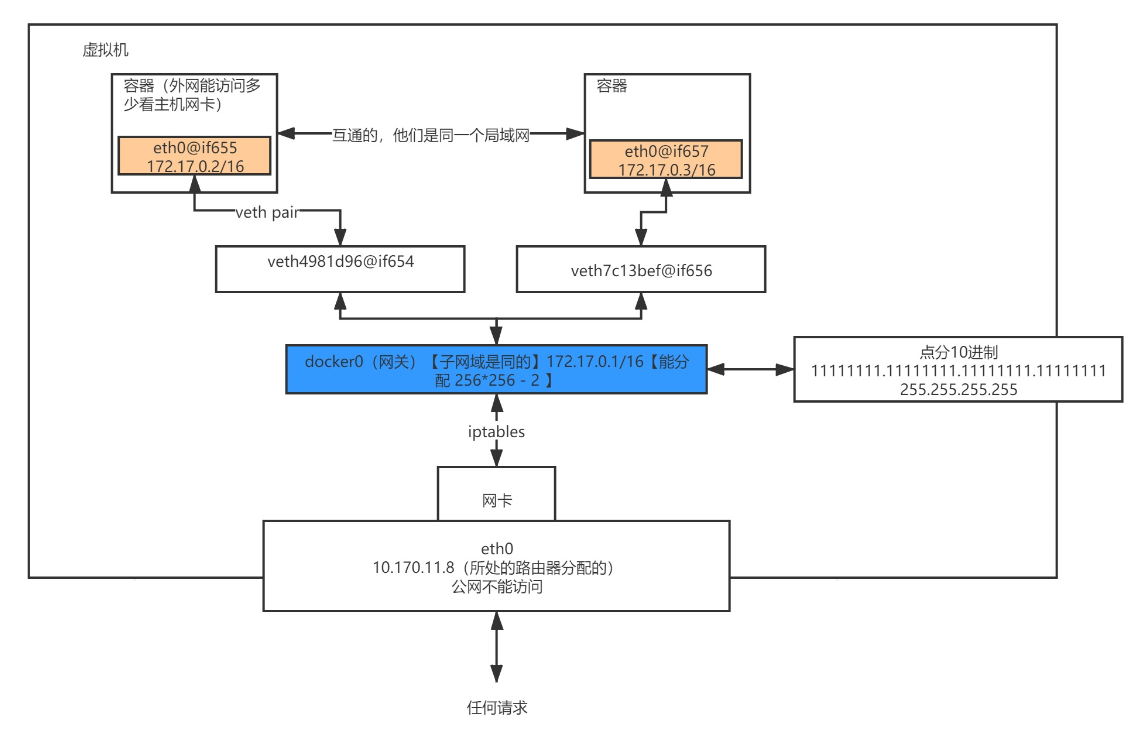 虚拟机
容器（外网能访问多
少看主机网卡）
容器
互通的，他们是同一个局域网
eth0@if655
172.17.0.2/16
eth0@if657
172.17.0.3/16
veth pair
veth4981d96@if654
veth7c13bef@if656
docker0（网关）【子网域是同的】172.17.0.1/16【能分
配 256*256 - 2 】
点分10进制
11111111.11111111.11111111.11111111
255.255.255.255
iptables
网卡
eth0
10.170.11.8（所处的路由器分配的）
公网不能访问
任何请求